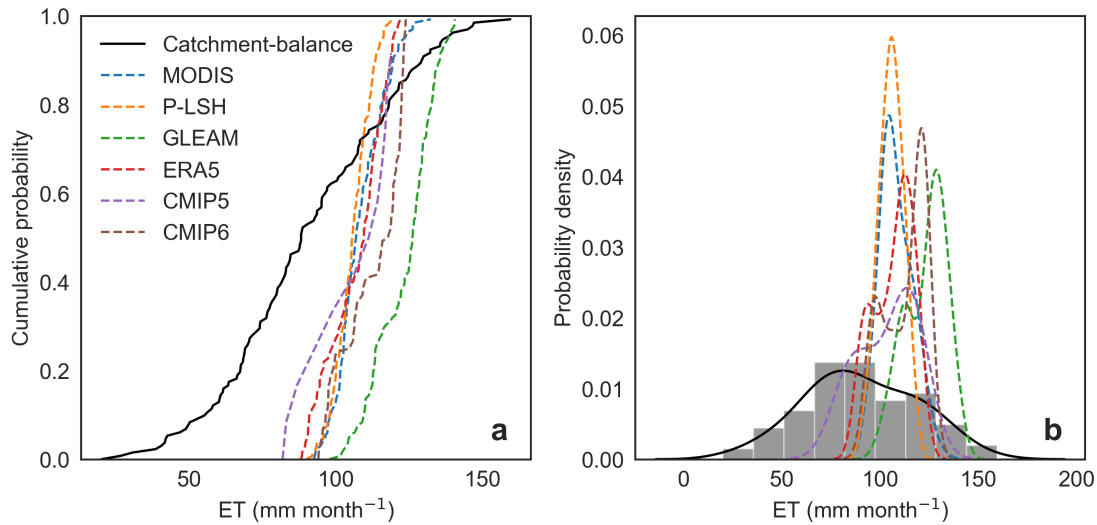 1.0
0.8
0.6
0.4
0.2
0.0
Cumulative probability
Catchment-balance
MODIS
P-LSH
GLEAM
ERA5
CMIP5
CMIP6
a
50 100 150
ET (mm month⁻¹)
0.06
0.05
0.04
0.03
0.02
0.01
0.00
Probability density
b
0 50 100 150 200
ET (mm month⁻¹)